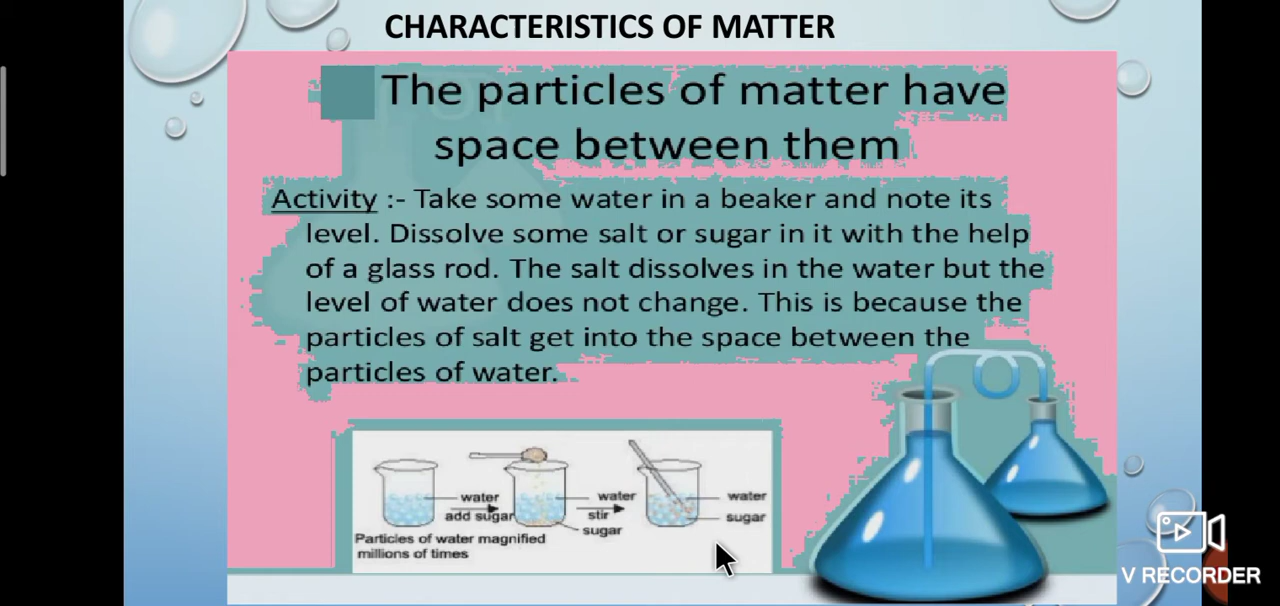 CHARACTERISTICS OF MATTER
The particles of matter have
space between them
Activity :- Take some water in a beaker and note its
level. Dissolve some salt or sugar in it with the help
of a glass rod. The salt dissolves in the water but the
level of water does not change. This is because the
particles of salt get into the space between the
particles of water.
water
add sugar
water
stir
sugar
water
sugar
Particles of water magnified
millions of times
V RECORDER